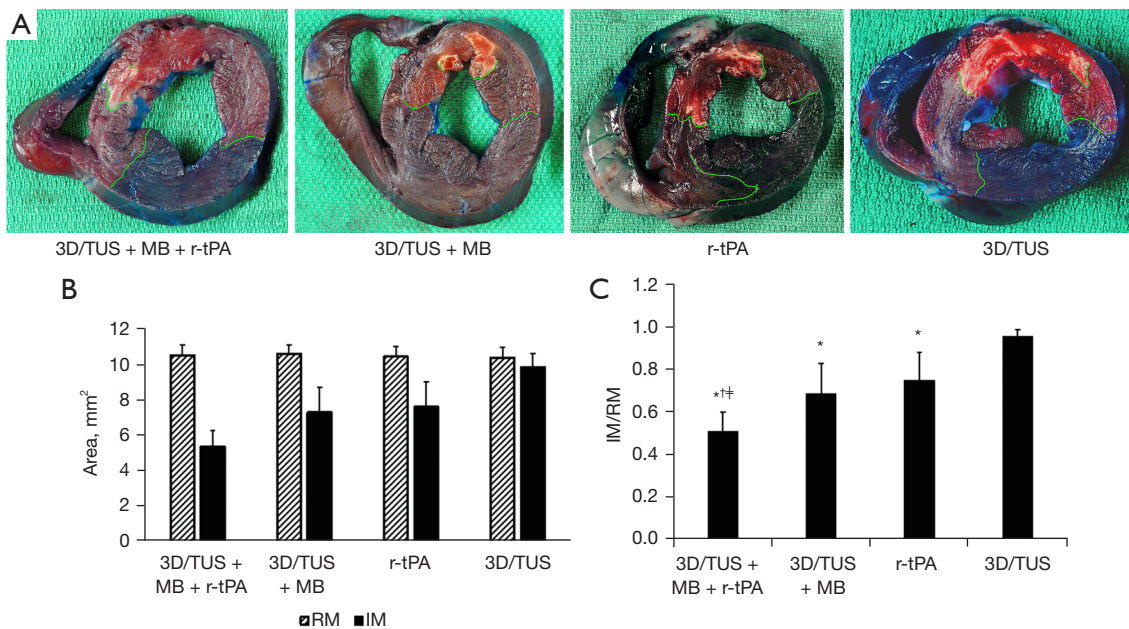 A
3D/TUS + MB + r-tPA
3D/TUS + MB
r-tPA
3D/TUS
B
12
10
8
6
4
2
0
Area, mm²
3D/TUS +
MB + r-tPA
3D/TUS
+ MB
r-tPA
3D/TUS
RM
IM
C
1.0
1.2
0.8
0.6
0.4
0.2
0.0
IM/RM
*†ǂ
*
*
3D/TUS +
MB + r-tPA
3D/TUS
+ MB
r-tPA
3D/TUS